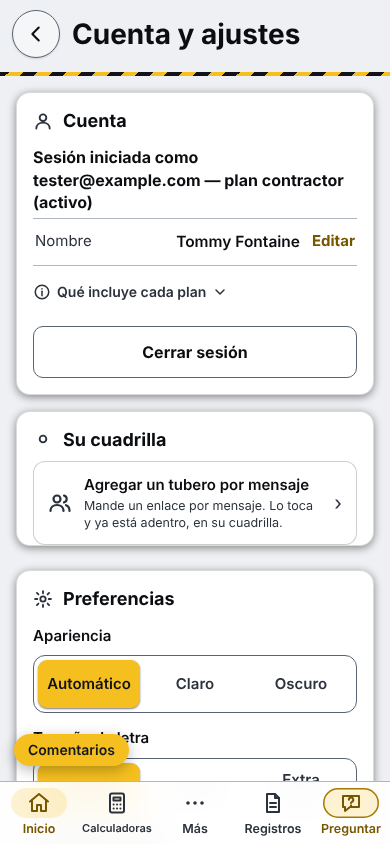 Cuenta y ajustes
Cuenta
Sesión iniciada como
tester@example.com — plan contractor
(activo)
Nombre
Tommy Fontaine
Editar
Qué incluye cada plan
Cerrar sesión
Su cuadrilla
Agregar un tubero por mensaje
Mande un enlace por mensaje. Lo toca
y ya está adentro, en su cuadrilla.
Preferencias
Apariencia
Automático
Claro
Oscuro
letra
Comentarios
Extra
Inicio
Calculadoras
Más
Registros
Preguntar